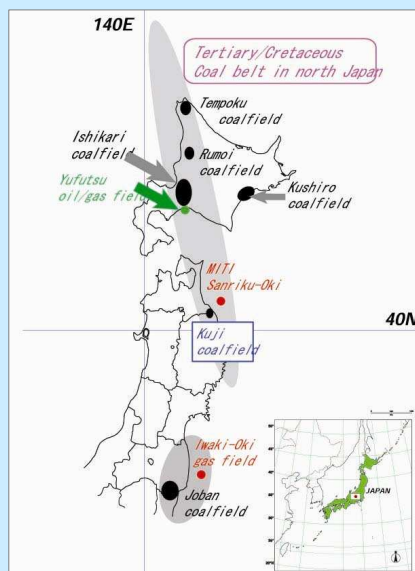 140E
Tertiary/Cretaceous
Coal belt in north Japan
Tempoku
coalfield
Ishikari
coalfield
Rumoi
coalfield
Yufutsu
oil/gas field
Kushiro
coalfield
MITI
Sanriku-Oki
40N
Kuji
coalfield
Iwaki-Oki
gas field
Joban
coalfield
JAPAN